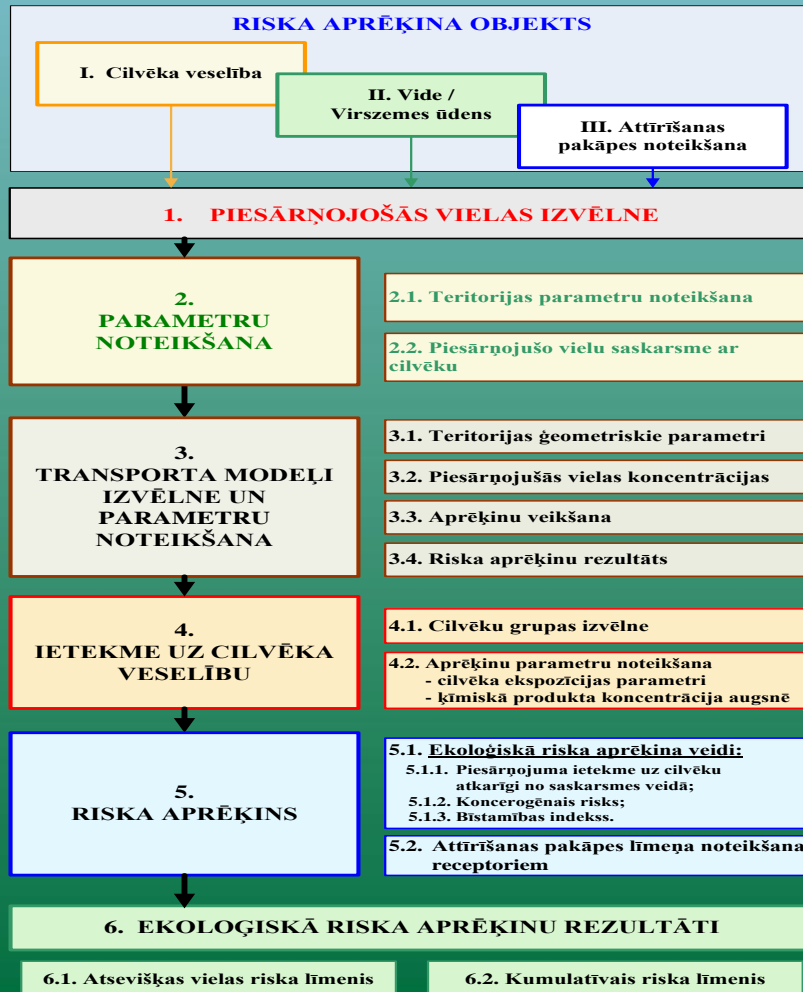 RISKA APRĒĶINA OBJEKTS
I. Cilvēka veselība
II. Vide /
Virszemes ūdens
III. Attīrīšanas
pakāpes noteikšana
1. PIESĀRŅOJOŠĀS VIELAS IZVĒLNE
2.
PARAMETRU
NOTEIKŠANA
2.1. Teritorijas parametru noteikšana
2.2. Piesārņojušo vielu saskarsme ar
cilvēku
3.
TRANSPORTA MODEĻI
IZVĒLNE UN
PARAMETRU
NOTEIKŠANA
3.1. Teritorijas ģeometriskie parametri
3.2. Piesārņojušās vielas koncentrācijas
3.3. Aprēķinu veikšana
3.4. Riska aprēķinu rezultāts
4.
IETEKME UZ CILVĒKA
VESELĪBU
4.1. Cilvēku grupas izvēlne
4.2. Aprēķinu parametru noteikšana
- cilvēka ekspozīcijas parametri
- ķīmiskā produkta koncentrācija augsnē
5.
RISKA APRĒĶINS
5.1. Ekoloģiskā riska aprēķina veidi:
5.1.1. Piesārņojuma ietekme uz cilvēku
atkarīgi no saskarsmes veidā;
5.1.2. Koncerogēnais risks;
5.1.3. Bīstamības indekss.
5.2. Attīrīšanas pakāpes līmeņa noteikšana
receptoriem
6. EKOLOĢISKĀ RISKA APRĒĶINU REZULTĀTI
6.1. Atsevišķas vielas riska līmenis
6.2. Kumulatīvais riska līmenis